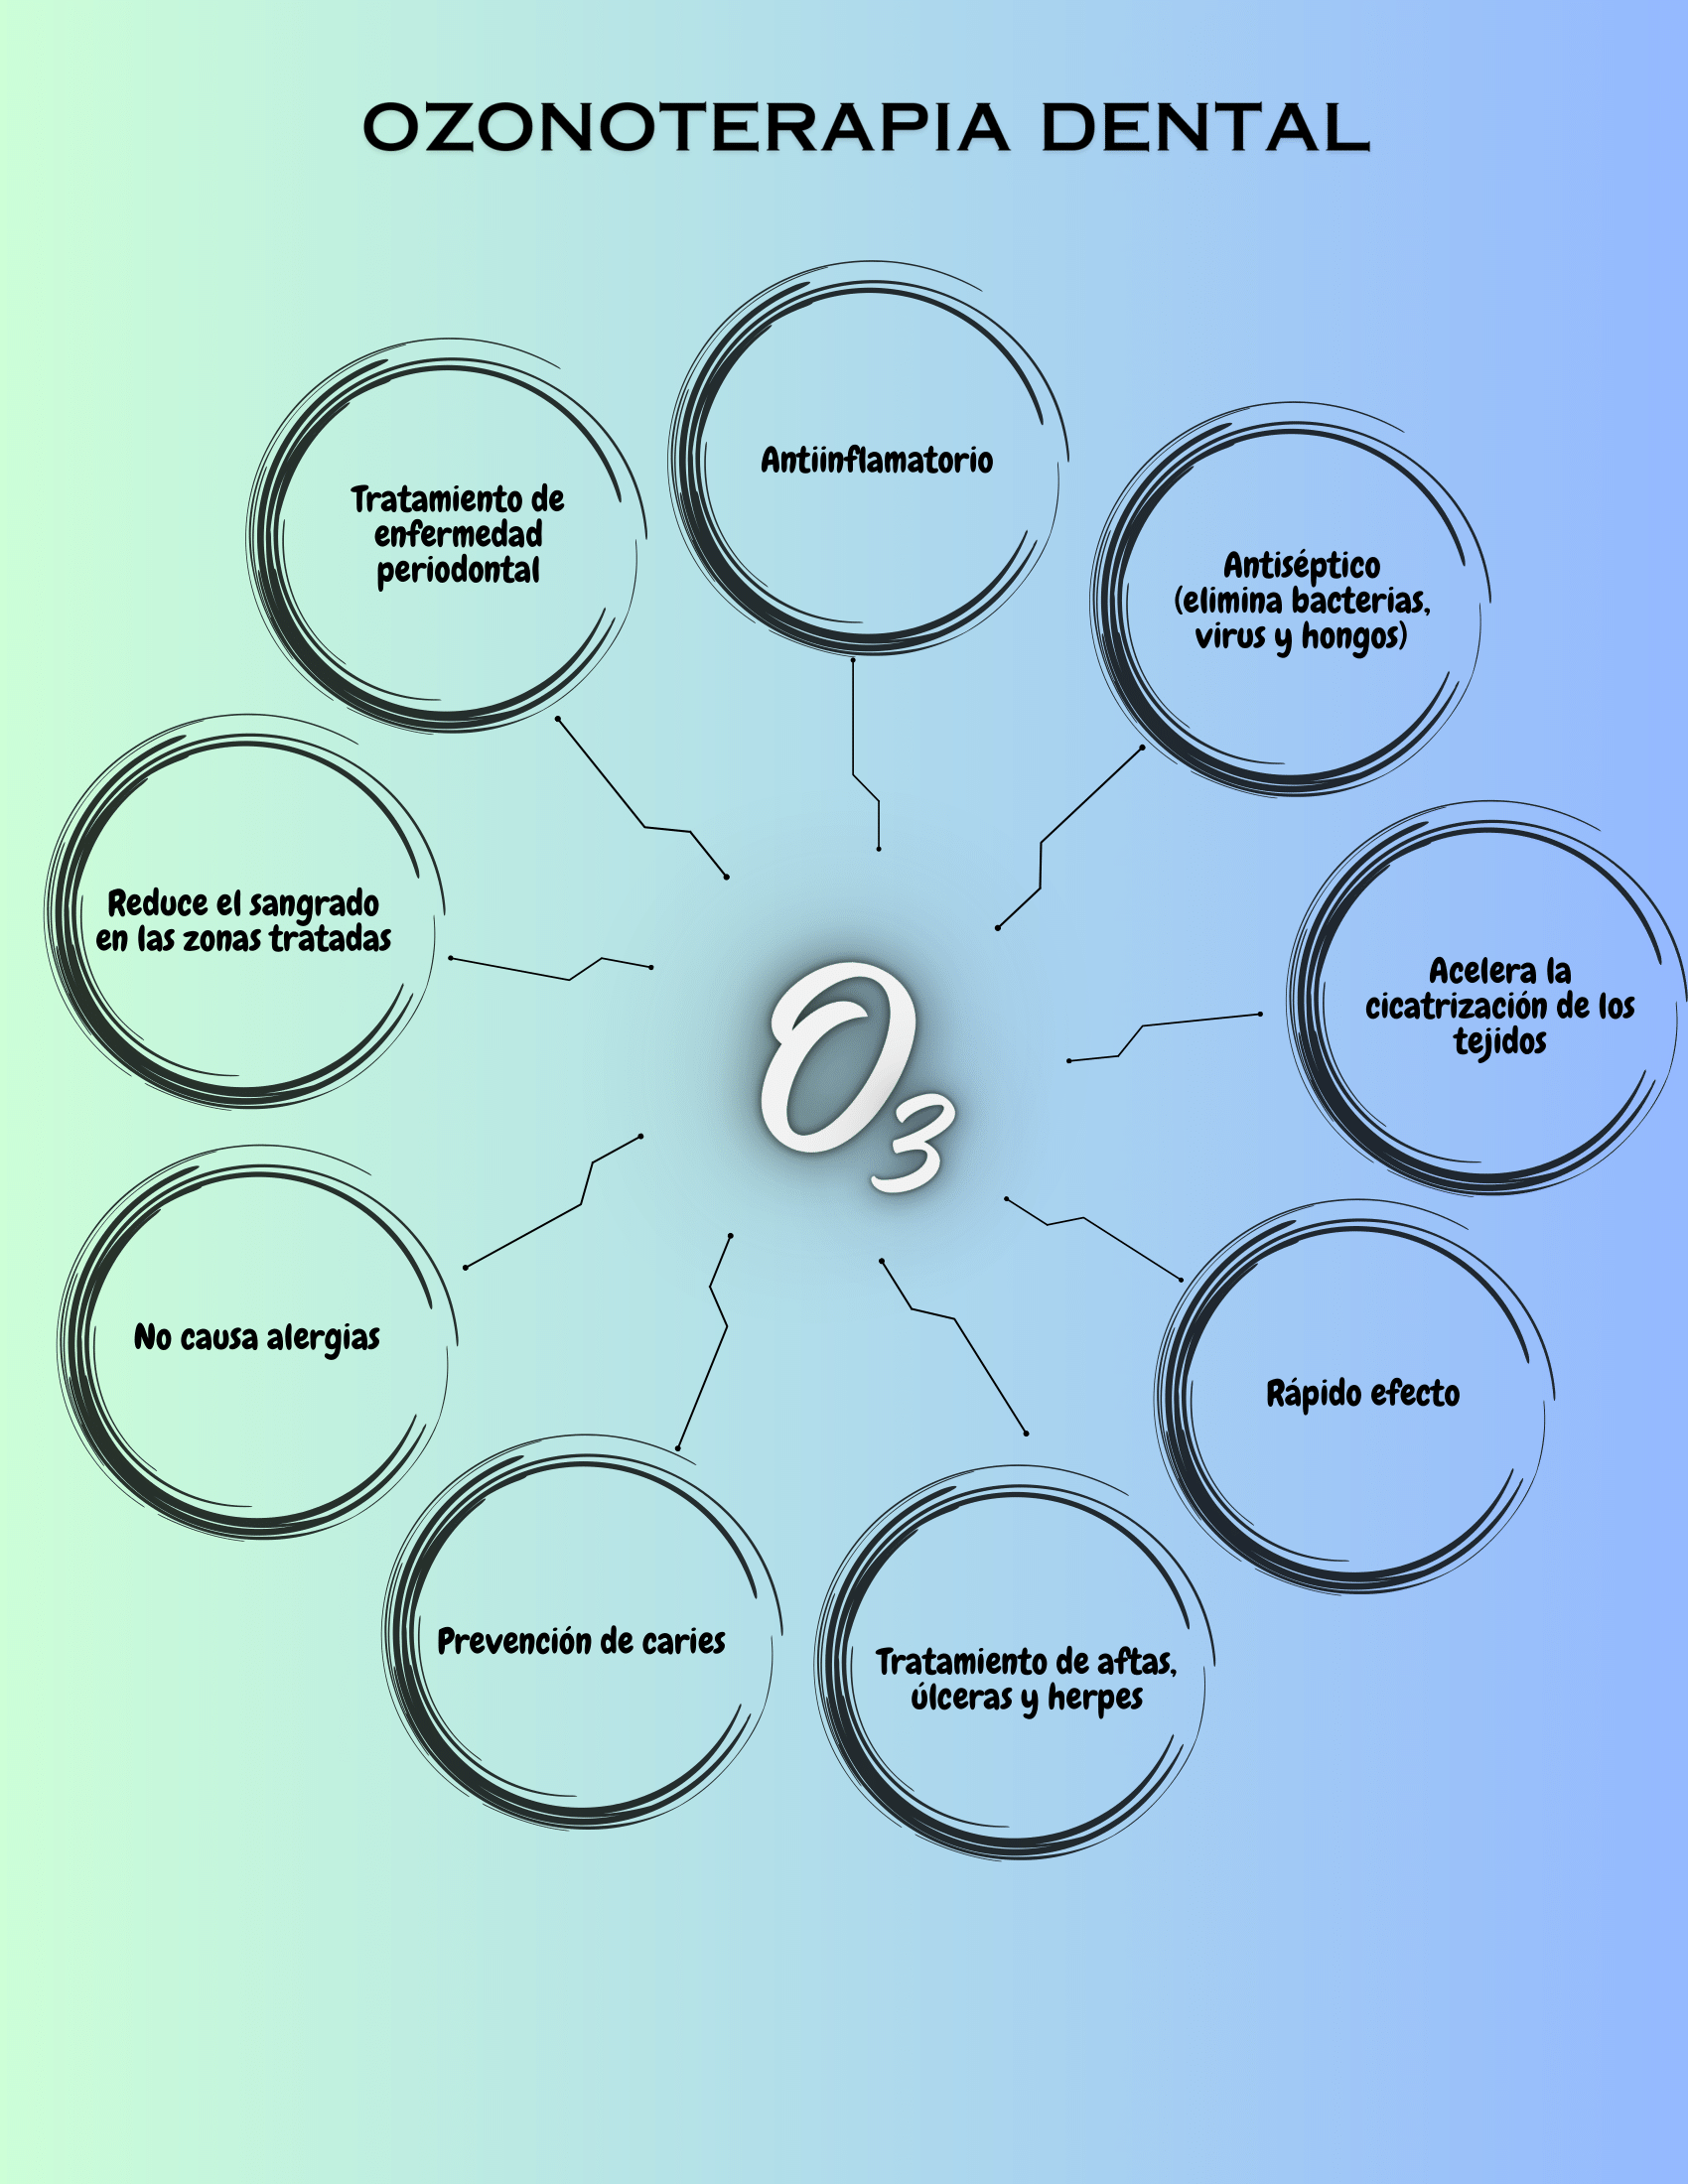 OZONOTERAPIA DENTAL
Antiinflamatorio
Tratamiento de
enfermedad
periodontal
Antiséptico
(elimina bacterias,
virus y hongos)
Reduce el sangrado
en las zonas tratadas
Acelera la
cicatrización de los
tejidos
O3
No causa alergias
Rápido efecto
Prevención de caries
Tratamiento de aftas,
úlceras y herpes